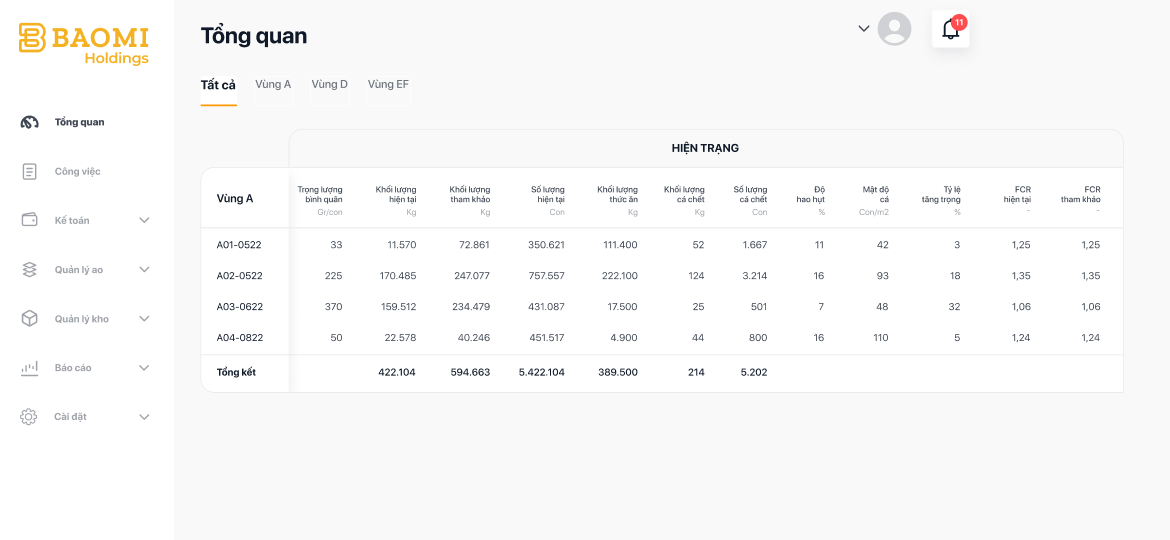 BAOMI
Holdings
Tổng quan
Công việc
Kế toán
Quản lý ao
Quản lý kho
Báo cáo
Cài đặt
Tổng quan
11
Tất cả Vùng A Vùng D Vùng EF
HIỆN TRẠNG
Vùng A
Trọng lượng bình quân Gr/con
Khối lượng hiện tại Kg
Khối lượng tham khảo Kg
Số lượng hiện tại Con
Khối lượng thức ăn Kg
Khối lượng cá chết Kg
Số lượng cá chết Con
Độ hao hụt %
Mật độ cá Con/m2
Tỷ lệ tăng trọng %
FCR hiện tại -
FCR tham khảo -
A01-0522 33 11.570 72.861 350.621 111.400 52 1.667 11 42 3 1,25 1,25
A02-0522 225 170.485 247.077 757.557 222.100 124 3.214 16 93 18 1,35 1,35
A03-0622 370 159.512 234.479 431.087 17.500 25 501 7 48 32 1,06 1,06
A04-0822 50 22.578 40.246 451.517 4.900 44 800 16 110 5 1,24 1,24
Tổng kết 422.104 594.663 5.422.104 389.500 214 5.202